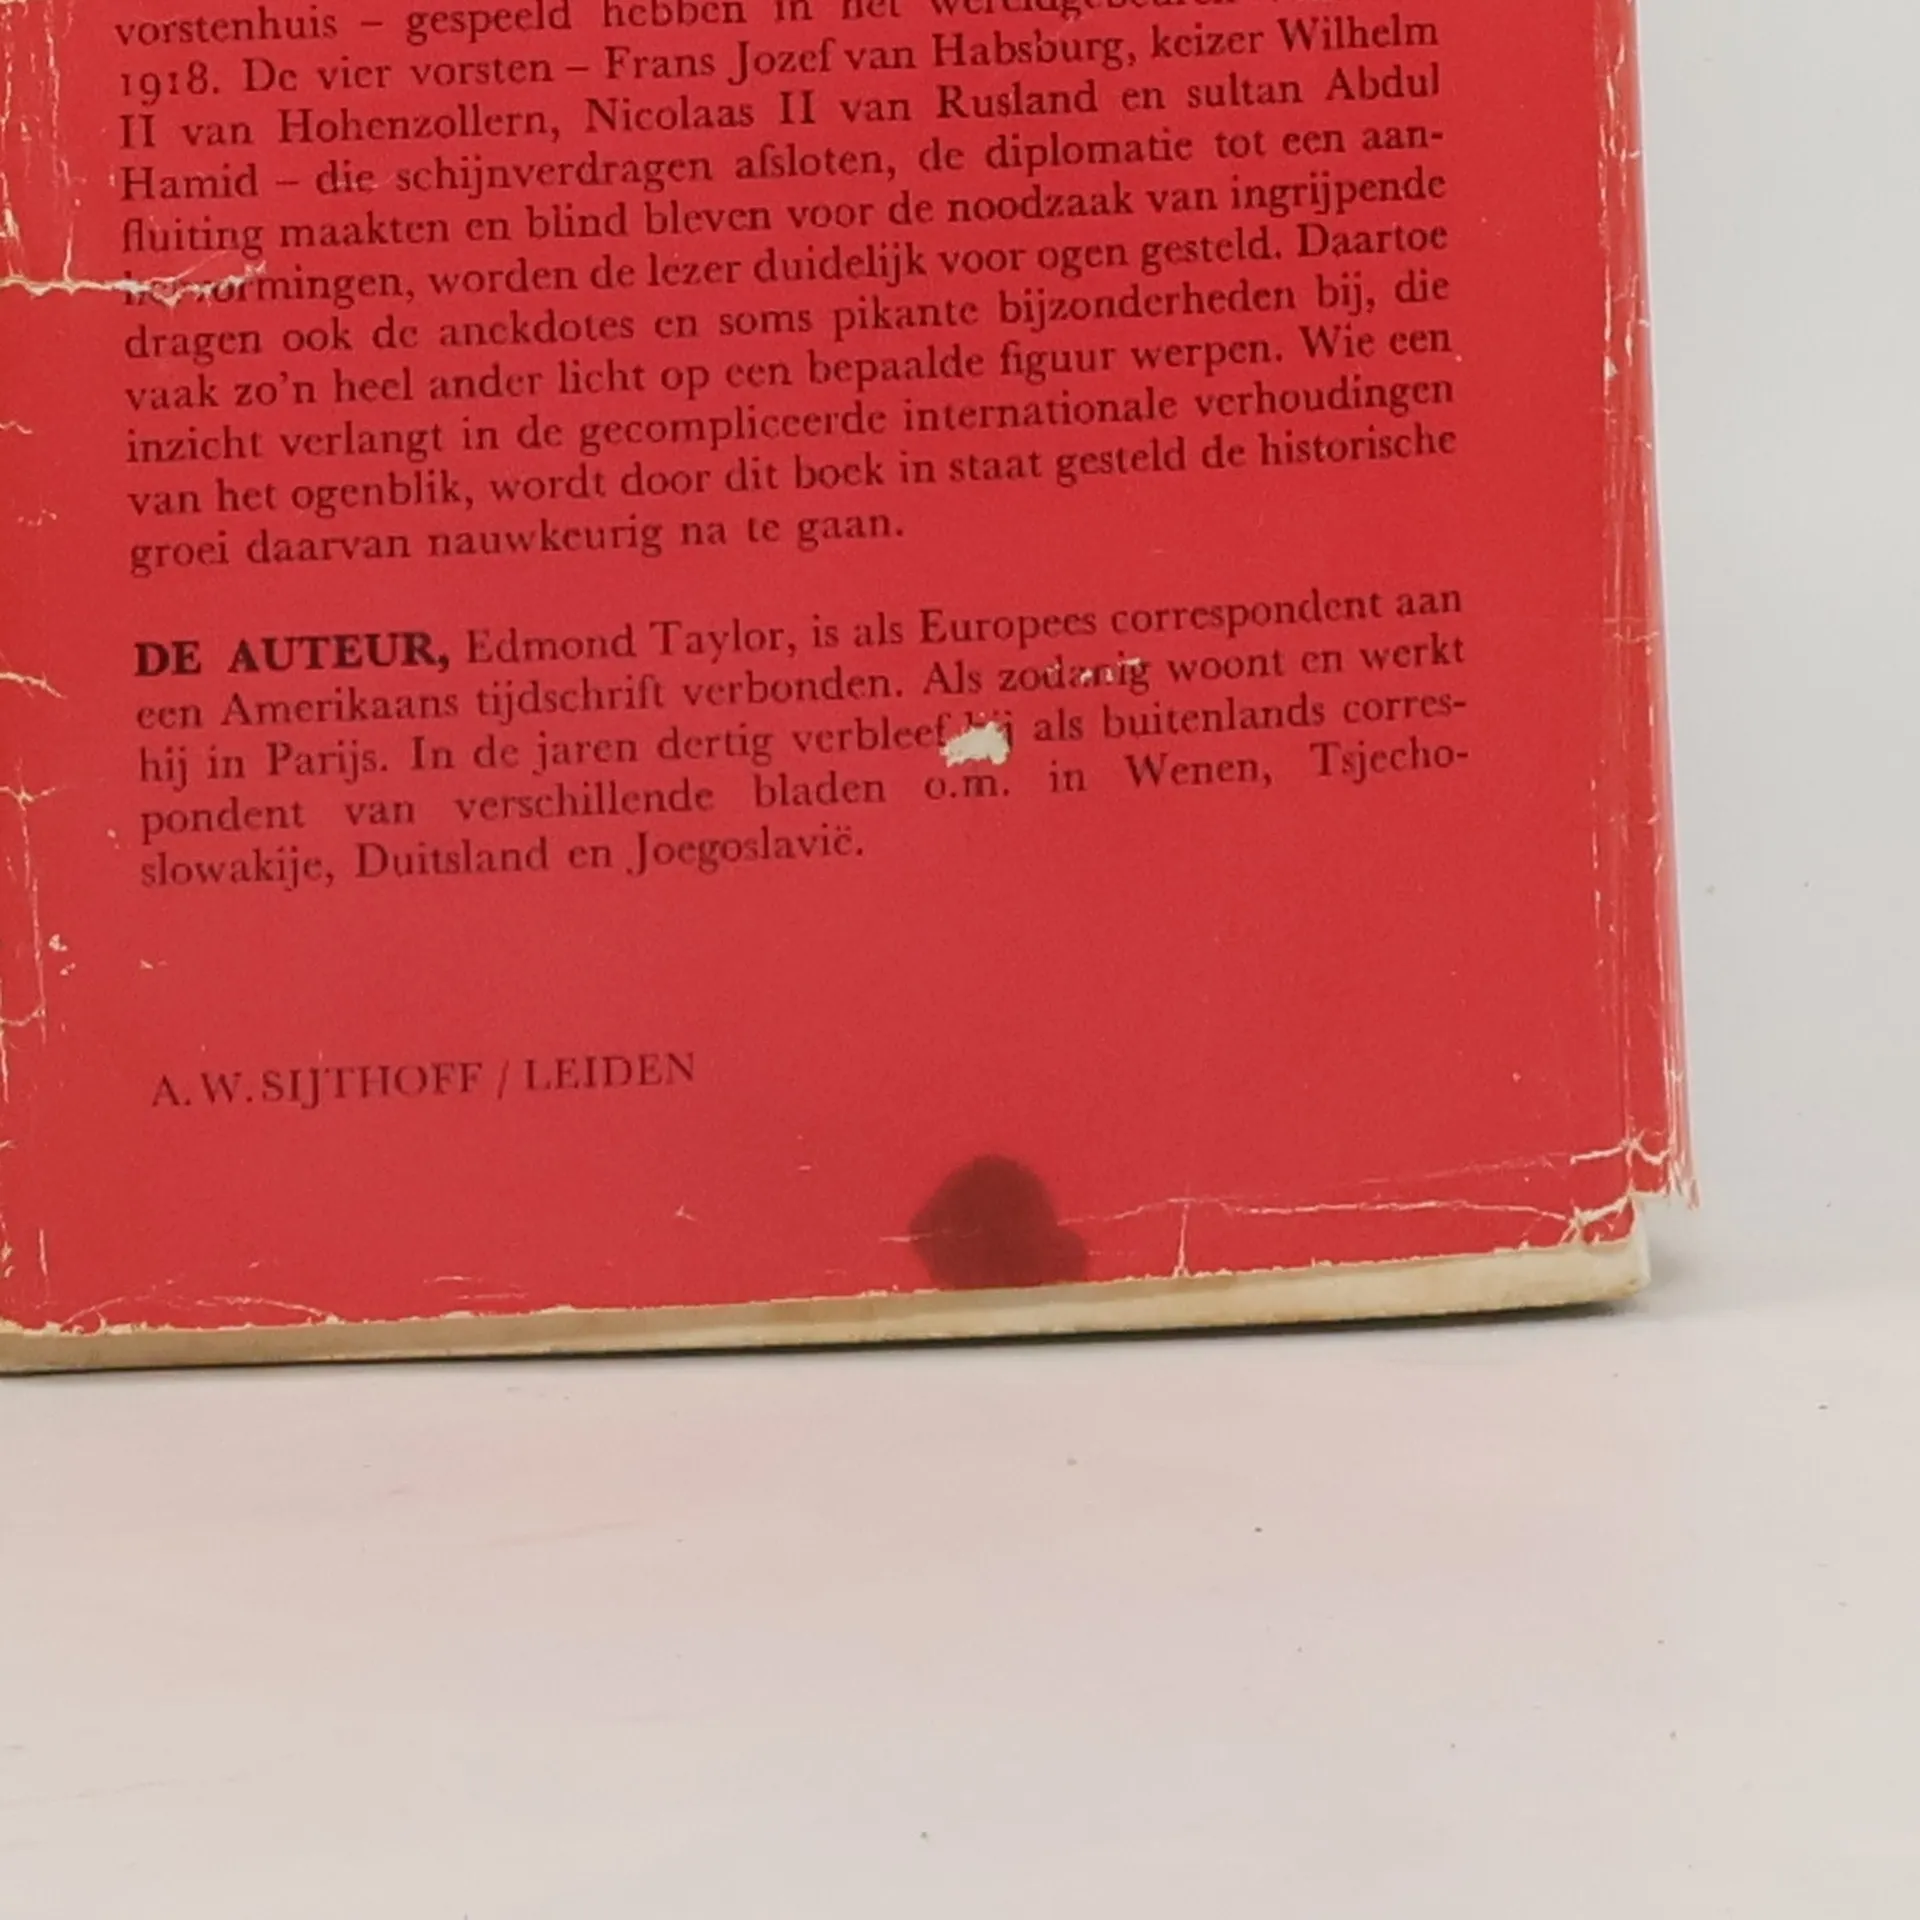 vorstenhuis – gespeeld hebben in het
1918. De vier vorsten – Frans Jozef van Habsburg, keizer Wilhelm
II van Hohenzollern, Nicolaas II van Rusland en sultan Abdul
Hamid – die schijnverdragen afsloten, de diplomatie tot een aan-
fluiting maakten en blind bleven voor de noodzaak van ingrijpende
hervormingen, worden de lezer duidelijk voor ogen gesteld. Daartoe
dragen ook de anekdotes en soms pikante bijzonderheden bij, die
vaak zo'n heel ander licht op een bepaalde figuur werpen. Wie een
inzicht verlangt in de gecompliceerde internationale verhoudingen
van het ogenblik, wordt door dit boek in staat gesteld de historische
groei daarvan nauwkeurig na te gaan.
DE AUTEUR, Edmond Taylor, is als Europees correspondent aan
een Amerikaans tijdschrift verbonden. Als zodanig woont en werkt
hij in Parijs. In de jaren dertig verbleef hij als buitenlands corres-
pondent van verschillende bladen o.m. in Wenen, Tsjecho-
slowakije, Duitsland en Joegoslavië.
A. W. SIJTHOFF / LEIDEN